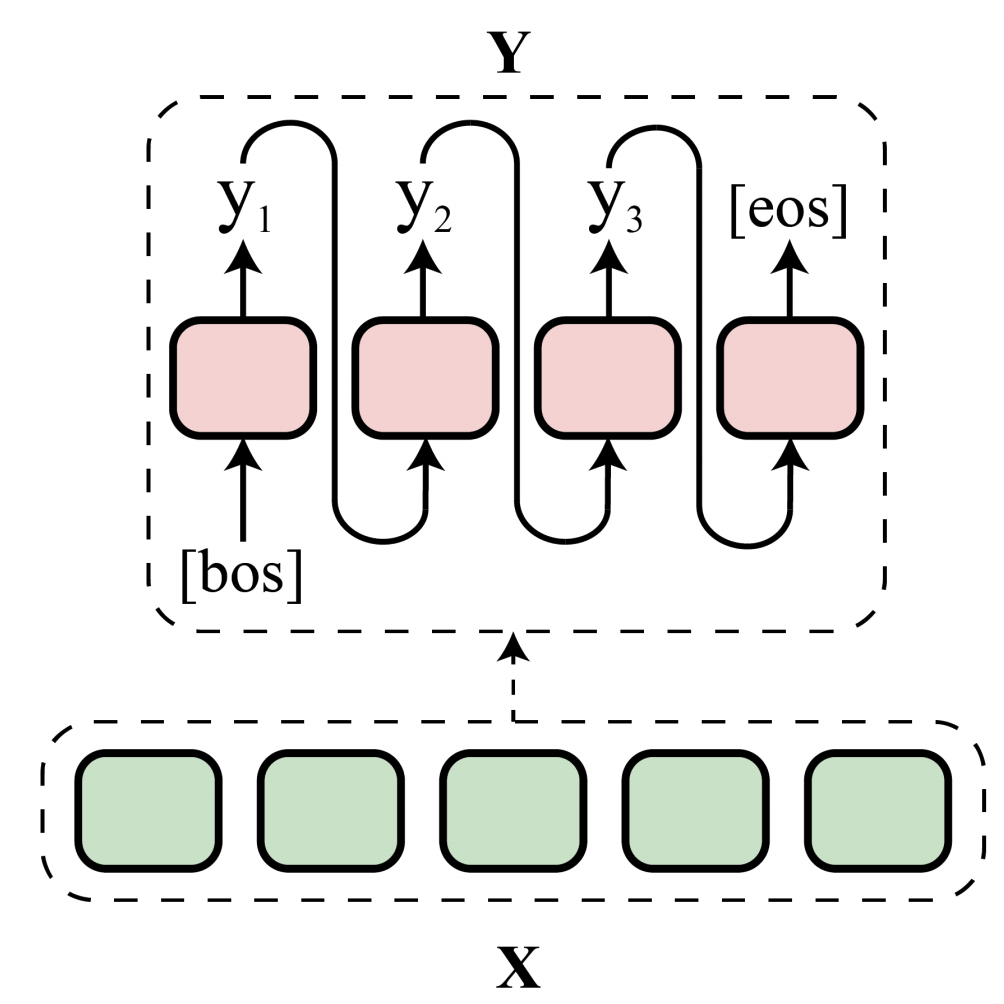 Y
y₁ y₂ y₃ [eos]
[bos]
X